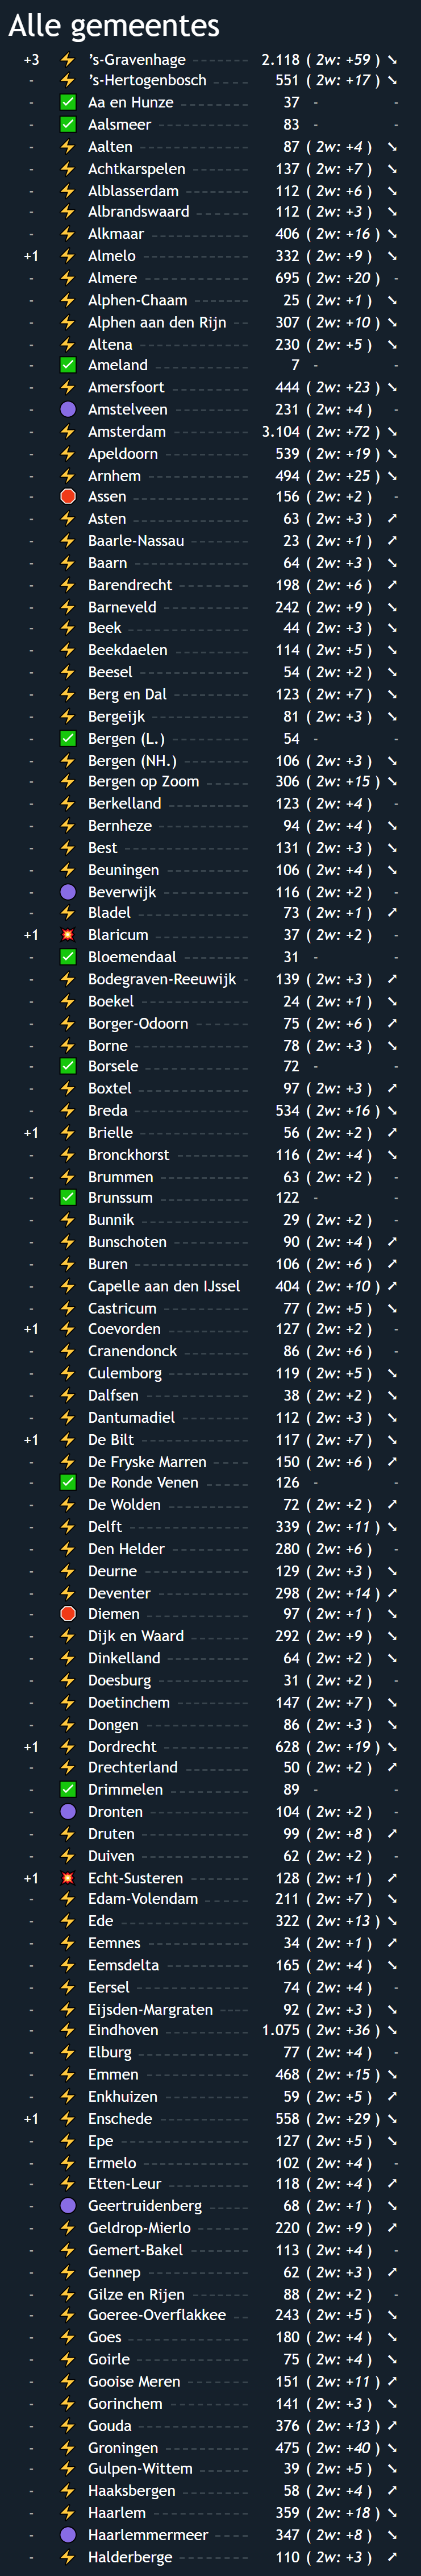 Alle gemeentes
+3 ⚡ ’s-Gravenhage 2.118 ( 2w: +59 ) ➘
- ⚡ ’s-Hertogenbosch 551 ( 2w: +17 ) ➘
- ✅ Aa en Hunze 37 - -
- ✅ Aalsmeer 83 - -
- ⚡ Aalten 87 ( 2w: +4 ) ➘
- ⚡ Achtkarspelen 137 ( 2w: +7 ) ➘
- ⚡ Alblasserdam 112 ( 2w: +6 ) ➘
- ⚡ Albrandswaard 112 ( 2w: +3 ) ➘
- ⚡ Alkmaar 406 ( 2w: +16 ) ➘
+1 ⚡ Almelo 332 ( 2w: +9 ) ➘
- ⚡ Almere 695 ( 2w: +20 ) -
- ⚡ Alphen-Chaam 25 ( 2w: +1 ) ➘
- ⚡ Alphen aan den Rijn 307 ( 2w: +10 ) ➘
- ⚡ Altena 230 ( 2w: +5 ) ➘
- ✅ Ameland 7 - -
- ⚡ Amersfoort 444 ( 2w: +23 ) ➘
- 🟣 Amstelveen 231 ( 2w: +4 ) -
- ⚡ Amsterdam 3.104 ( 2w: +72 ) ➘
- ⚡ Apeldoorn 539 ( 2w: +19 ) ➘
- ⚡ Arnhem 494 ( 2w: +25 ) ➘
- 🛑 Assen 156 ( 2w: +2 ) -
- ⚡ Asten 63 ( 2w: +3 ) ➚
- ⚡ Baarle-Nassau 23 ( 2w: +1 ) ➚
- ⚡ Baarn 64 ( 2w: +3 ) ➘
- ⚡ Barendrecht 198 ( 2w: +6 ) ➚
- ⚡ Barneveld 242 ( 2w: +9 ) ➘
- ⚡ Beek 44 ( 2w: +3 ) ➘
- ⚡ Beekdaelen 114 ( 2w: +5 ) ➘
- ⚡ Beesel 54 ( 2w: +2 ) ➘
- ⚡ Berg en Dal 123 ( 2w: +7 ) ➘
- ⚡ Bergeijk 81 ( 2w: +3 ) ➘
- ✅ Bergen (L.) 54 - -
- ⚡ Bergen (NH.) 106 ( 2w: +3 ) ➘
- ⚡ Bergen op Zoom 306 ( 2w: +15 ) ➘
- ⚡ Berkelland 123 ( 2w: +4 ) -
- ⚡ Bernheze 94 ( 2w: +4 ) ➘
- ⚡ Best 131 ( 2w: +3 ) ➘
- ⚡ Beuningen 106 ( 2w: +4 ) ➘
- 🟣 Beverwijk 116 ( 2w: +2 ) -
- ⚡ Bladel 73 ( 2w: +1 ) ➚
+1 💥 Blaricum 37 ( 2w: +2 ) -
- ✅ Bloemendaal 31 - -
- ⚡ Bodegraven-Reeuwijk 139 ( 2w: +3 ) ➚
- ⚡ Boekel 24 ( 2w: +1 ) ➘
- ⚡ Borger-Odoorn 75 ( 2w: +6 ) ➚
- ⚡ Borne 78 ( 2w: +3 ) ➘
- ✅ Borsele 72 - -
- ⚡ Boxtel 97 ( 2w: +3 ) ➚
- ⚡ Breda 534 ( 2w: +16 ) ➘
+1 ⚡ Brielle 56 ( 2w: +2 ) ➚
- ⚡ Bronckhorst 116 ( 2w: +4 ) ➘
- ⚡ Brummen 63 ( 2w: +2 ) -
- ✅ Brunssum 122 - -
- ⚡ Bunnik 29 ( 2w: +2 ) -
- ⚡ Bunschoten 90 ( 2w: +4 ) ➚
- ⚡ Buren 106 ( 2w: +6 ) ➚
- ⚡ Capelle aan den IJssel 404 ( 2w: +10 ) ➚
- ⚡ Castricum 77 ( 2w: +5 ) ➘
+1 ⚡ Coevorden 127 ( 2w: +2 ) -
- ⚡ Cranendonck 86 ( 2w: +6 ) -
- ⚡ Culemborg 119 ( 2w: +5 ) ➘
- ⚡ Dalfsen 38 ( 2w: +2 ) ➘
- ⚡ Dantumadiel 112 ( 2w: +3 ) ➘
+1 ⚡ De Bilt 117 ( 2w: +7 ) ➘
- ⚡ De Fryske Marren 150 ( 2w: +6 ) ➚
- ✅ De Ronde Venen 126 - -
- ⚡ De Wolden 72 ( 2w: +2 ) ➚
- ⚡ Delft 339 ( 2w: +11 ) ➘
- ⚡ Den Helder 280 ( 2w: +6 ) -
- ⚡ Deurne 129 ( 2w: +3 ) ➘
- ⚡ Deventer 298 ( 2w: +14 ) ➚
- 🛑 Diemen 97 ( 2w: +1 ) ➘
- ⚡ Dijk en Waard 292 ( 2w: +9 ) ➘
- ⚡ Dinkelland 64 ( 2w: +2 ) ➘
- ⚡ Doesburg 31 ( 2w: +2 ) -
- ⚡ Doetinchem 147 ( 2w: +7 ) ➘
- ⚡ Dongen 86 ( 2w: +3 ) ➘
+1 ⚡ Dordrecht 628 ( 2w: +19 ) ➘
- ⚡ Drechterland 50 ( 2w: +2 ) ➚
- ✅ Drimmelen 89 - -
- 🟣 Dronten 104 ( 2w: +2 ) -
- ⚡ Druten 99 ( 2w: +8 ) ➚
- ⚡ Duiven 62 ( 2w: +2 ) -
+1 💥 Echt-Susteren 128 ( 2w: +1 ) ➚
- ⚡ Edam-Volendam 211 ( 2w: +7 ) ➘
- ⚡ Ede 322 ( 2w: +13 ) ➘
- ⚡ Eemnes 34 ( 2w: +1 ) ➚
- ⚡ Eemsdelta 165 ( 2w: +4 ) ➘
- ⚡ Eersel 74 ( 2w: +4 ) -
- ⚡ Eijsden-Margraten 92 ( 2w: +3 ) ➘
- ⚡ Eindhoven 1.075 ( 2w: +36 ) ➘
- ⚡ Elburg 77 ( 2w: +4 ) -
- ⚡ Emmen 468 ( 2w: +15 ) ➘
- ⚡ Enkhuizen 59 ( 2w: +5 ) ➚
+1 ⚡ Enschede 558 ( 2w: +29 ) ➘
- ⚡ Epe 127 ( 2w: +5 ) ➘
- ⚡ Ermelo 102 ( 2w: +4 ) -
- ⚡ Etten-Leur 118 ( 2w: +4 ) ➚
- 🟣 Geertruidenberg 68 ( 2w: +1 ) ➘
- ⚡ Geldrop-Mierlo 220 ( 2w: +9 ) ➚
- ⚡ Gemert-Bakel 113 ( 2w: +4 ) -
- ⚡ Gennep 62 ( 2w: +3 ) ➚
- ⚡ Gilze en Rijen 88 ( 2w: +2 ) -
- ⚡ Goeree-Overflakkee 243 ( 2w: +5 ) ➘
- ⚡ Goes 180 ( 2w: +4 ) ➘
- ⚡ Goirle 75 ( 2w: +4 ) ➘
- ⚡ Gooise Meren 151 ( 2w: +11 ) ➚
- ⚡ Gorinchem 141 ( 2w: +3 ) ➘
- ⚡ Gouda 376 ( 2w: +13 ) ➚
- ⚡ Groningen 475 ( 2w: +40 ) ➘
- ⚡ Gulpen-Wittem 39 ( 2w: +5 ) ➘
- ⚡ Haaksbergen 58 ( 2w: +4 ) ➚
- ⚡ Haarlem 359 ( 2w: +18 ) ➘
- 🟣 Haarlemmermeer 347 ( 2w: +8 ) ➘
- ⚡ Halderberge 110 ( 2w: +3 ) ➚